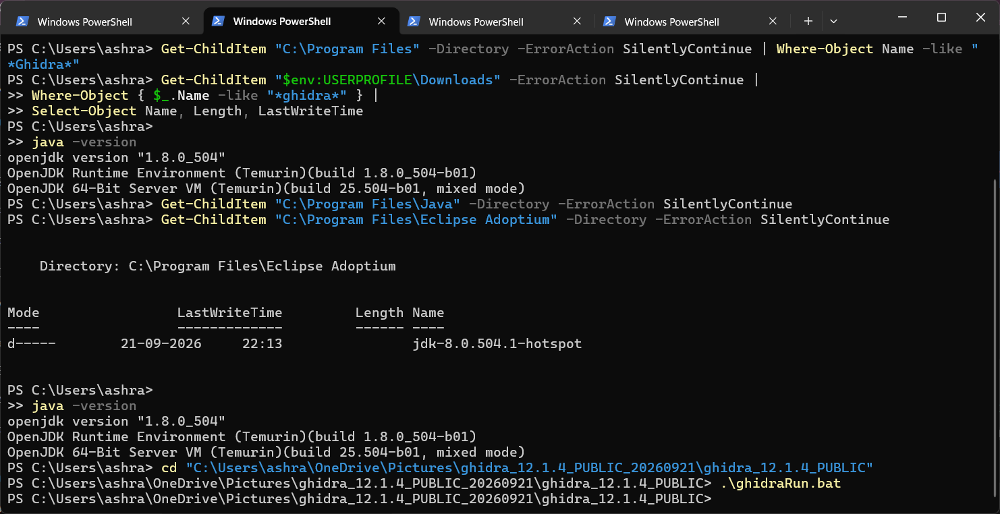 Windows PowerShell
Windows PowerShell
Windows PowerShell
Windows PowerShell
PS C:\Users\ashra> Get-ChildItem "C:\Program Files" -Directory -ErrorAction SilentlyContinue | Where-Object Name -like "
*Ghidra*"
PS C:\Users\ashra> Get-ChildItem "$env:USERPROFILE\Downloads" -ErrorAction SilentlyContinue |
>> Where-Object { $_.Name -like "*ghidra*" } |
>> Select-Object Name, Length, LastWriteTime
PS C:\Users\ashra>
>> java -version
openjdk version "1.8.0_504"
OpenJDK Runtime Environment (Temurin)(build 1.8.0_504-b01)
OpenJDK 64-Bit Server VM (Temurin)(build 25.504-b01, mixed mode)
PS C:\Users\ashra> Get-ChildItem "C:\Program Files\Java" -Directory -ErrorAction SilentlyContinue
PS C:\Users\ashra> Get-ChildItem "C:\Program Files\Eclipse Adoptium" -Directory -ErrorAction SilentlyContinue
    Directory: C:\Program Files\Eclipse Adoptium
Mode                 LastWriteTime         Length Name
----                 -------------         ------ ----
d-----        21-09-2026     22:13                jdk-8.0.504.1-hotspot
PS C:\Users\ashra>
>> java -version
openjdk version "1.8.0_504"
OpenJDK Runtime Environment (Temurin)(build 1.8.0_504-b01)
OpenJDK 64-Bit Server VM (Temurin)(build 25.504-b01, mixed mode)
PS C:\Users\ashra> cd "C:\Users\ashra\OneDrive\Pictures\ghidra_12.1.4_PUBLIC_20260921\ghidra_12.1.4_PUBLIC"
PS C:\Users\ashra\OneDrive\Pictures\ghidra_12.1.4_PUBLIC_20260921\ghidra_12.1.4_PUBLIC> .\ghidraRun.bat
PS C:\Users\ashra\OneDrive\Pictures\ghidra_12.1.4_PUBLIC_20260921\ghidra_12.1.4_PUBLIC>